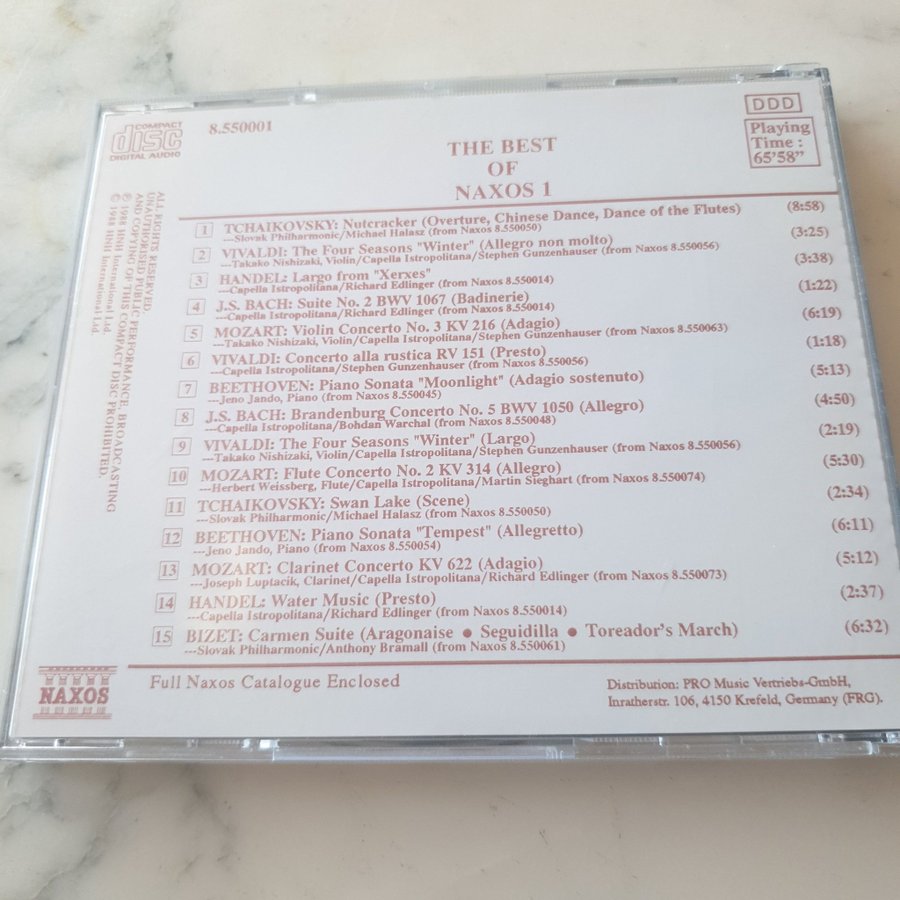 COMPACT
disc
DIGITAL AUDIO
8.550001
DDD
Playing
Time :
65'58"
THE BEST
OF
NAXOS 1
1 TCHAIKOVSKY: Nutcracker (Overture, Chinese Dance, Dance of the Flutes) (8:58)
---Slovak Philharmonic/Michael Halasz (from Naxos 8.550050)
2 VIVALDI: The Four Seasons "Winter" (Allegro non molto) (3:25)
---Takako Nishizaki, Violin/Capella Istropolitana/Stephen Gunzenhauser (from Naxos 8.550056)
3 HANDEL: Largo from "Xerxes" (3:38)
---Capella Istropolitana/Richard Edlinger (from Naxos 8.550014)
4 J.S. BACH: Suite No. 2 BWV 1067 (Badinerie) (1:22)
---Capella Istropolitana/Richard Edlinger (from Naxos 8.550014)
5 MOZART: Violin Concerto No. 3 KV 216 (Adagio) (6:19)
---Takako Nishizaki, Violin/Capella Istropolitana/Stephen Gunzenhauser (from Naxos 8.550063)
6 VIVALDI: Concerto alla rustica RV 151 (Presto) (1:18)
---Capella Istropolitana/Stephen Gunzenhauser (from Naxos 8.550056)
7 BEETHOVEN: Piano Sonata "Moonlight" (Adagio sostenuto) (5:13)
---Jeno Jando, Piano (from Naxos 8.550045)
8 J.S. BACH: Brandenburg Concerto No. 5 BWV 1050 (Allegro) (4:50)
---Capella Istropolitana/Bohdan Warchal (from Naxos 8.550048)
9 VIVALDI: The Four Seasons "Winter" (Largo) (2:19)
---Takako Nishizaki, Violin/Capella Istropolitana/Stephen Gunzenhauser (from Naxos 8.550056)
10 MOZART: Flute Concerto No. 2 KV 314 (Allegro) (5:30)
---Herbert Weissberg, Flute/Capella Istropolitana/Martin Sieghart (from Naxos 8.550074)
11 TCHAIKOVSKY: Swan Lake (Scene) (2:34)
---Slovak Philharmonic/Michael Halasz (from Naxos 8.550050)
12 BEETHOVEN: Piano Sonata "Tempest" (Allegretto) (6:11)
---Jeno Jando, Piano (from Naxos 8.550054)
13 MOZART: Clarinet Concerto KV 622 (Adagio) (5:12)
---Joseph Luptacik, Clarinet/Capella Istropolitana/Richard Edlinger (from Naxos 8.550073)
14 HANDEL: Water Music (Presto) (2:37)
---Capella Istropolitana/Richard Edlinger (from Naxos 8.550014)
15 BIZET: Carmen Suite (Aragonaise • Seguidilla • Toreador's March) (6:32)
---Slovak Philharmonic/Anthony Bramall (from Naxos 8.550061)
ALL RIGHTS RESERVED.
UNAUTHORISED PUBLIC PERFORMANCE, BROADCASTING
AND COPYING OF THIS COMPACT DISC PROHIBITED.
℗ 1988 HNH International Ltd.
© 1988 HNH International Ltd.
NAXOS
Full Naxos Catalogue Enclosed
Distribution: PRO Music Vertriebs-GmbH,
Inratherstr. 106, 4150 Krefeld, Germany (FRG).